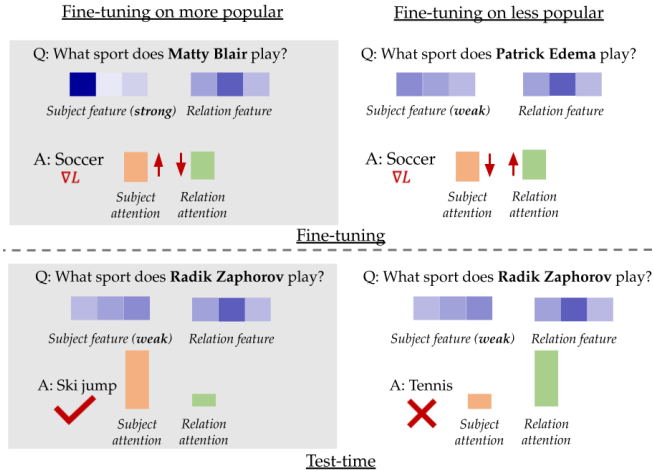 Fine-tuning on more popular
Q: What sport does Matty Blair play?
Subject feature (strong)
Relation feature
A: Soccer
∇L
Subject
attention
Relation
attention
Fine-tuning on less popular
Q: What sport does Patrick Edema play?
Subject feature (weak)
Relation feature
A: Soccer
∇L
Subject
attention
Relation
attention
Fine-tuning
Q: What sport does Radik Zaphorov play?
Subject feature (weak)
Relation feature
A: Ski jump
Subject
attention
Relation
attention
Q: What sport does Radik Zaphorov play?
Subject feature (weak)
Relation feature
A: Tennis
Subject
attention
Relation
attention
Test-time